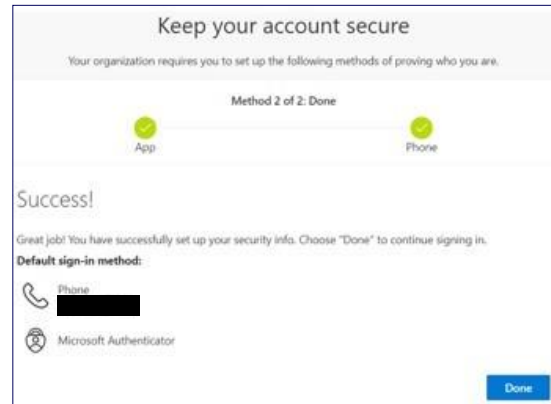 Keep your account secure
Your organization requires you to set up the following methods of proving who you are.
Method 2 of 2: Done
App
Phone
Success!
Great job! You have successfully set up your security info. Choose "Done" to continue signing in.
Default sign-in method:
Phone
Microsoft Authenticator
Done